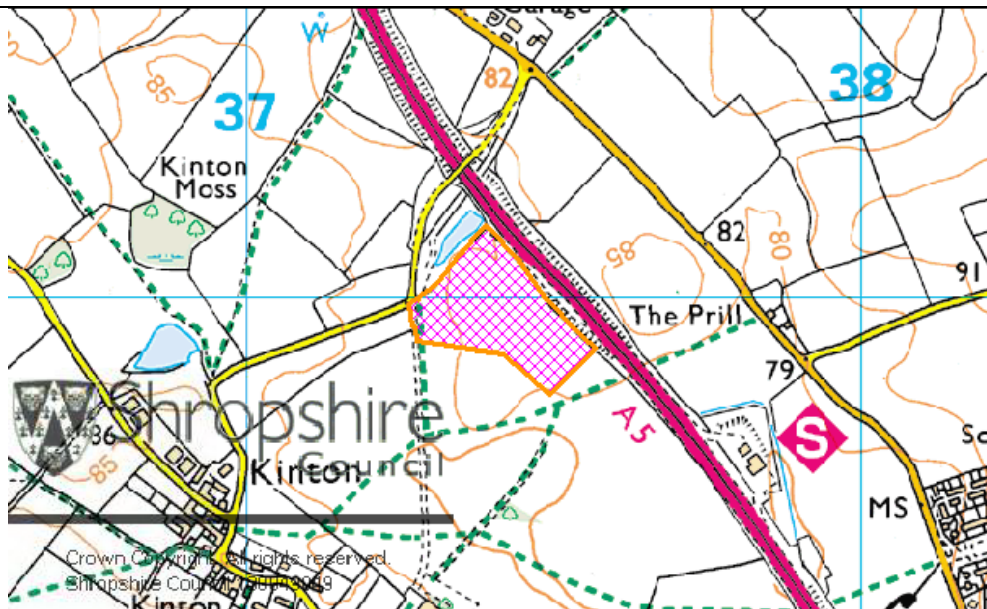 Garage
W
82
38
85
37
Kinton
Moss
82
80
85
91
The Prill
79
Shropshire
Council
A5
S
36
85
Kinton
MS
Crown Copyright. All rights reserved.
Shropshire Council
Kinton